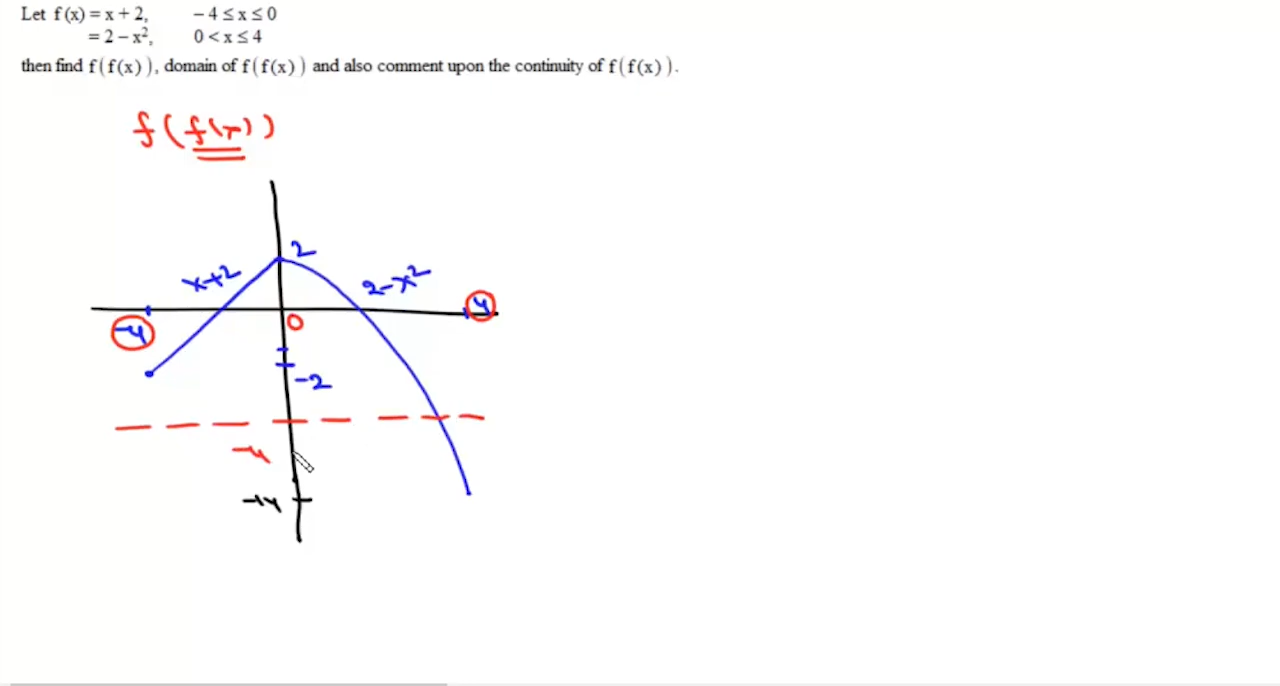 Let f(x) = x + 2, − 4 ≤ x ≤ 0
= 2 − x², 0 < x ≤ 4
then find f(f(x)), domain of f(f(x)) and also comment upon the continuity of f(f(x)).
f(f(x))
2
x+2
2-x²
-4
0
4
-2
-4
-14